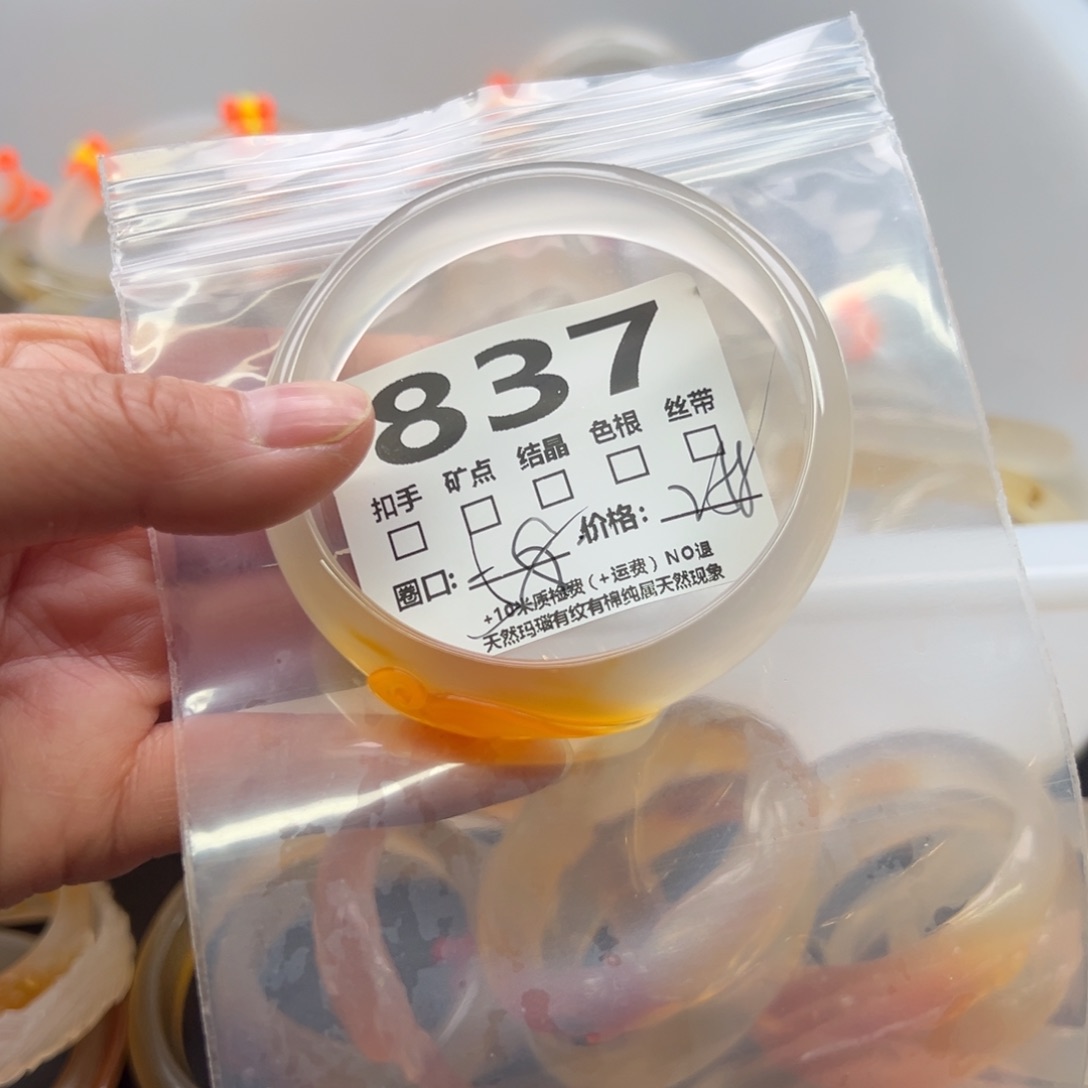 837
扣手 矿点 结晶 色根 丝带
圈口: 价格:
+10米质检费（+运费）NO退
天然玛瑙有纹有棉纯属天然现象